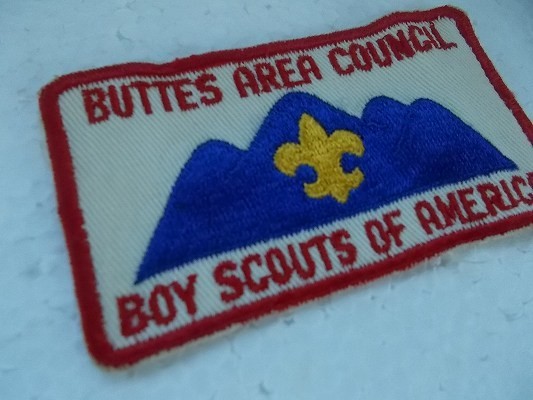 BUTTES AREA COUNCIL
BOY SCOUTS OF AMERICA